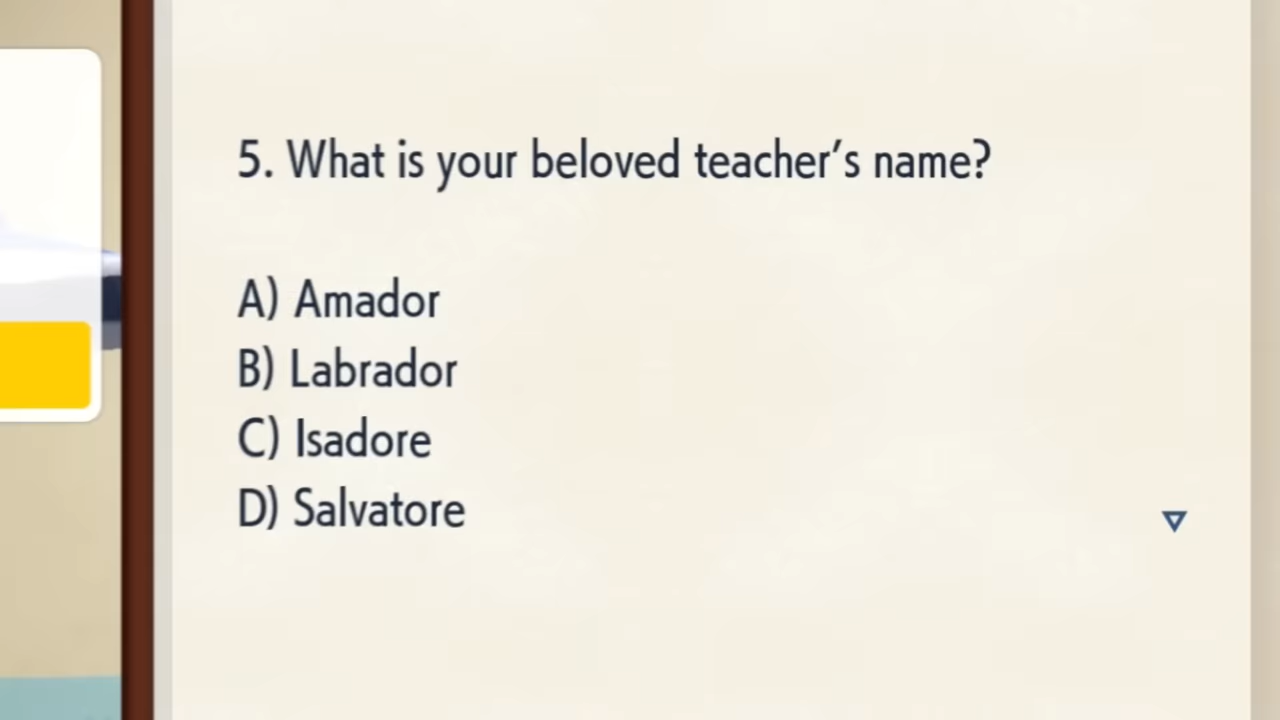 5. What is your beloved teacher’s name?
A) Amador
B) Labrador
C) Isadore
D) Salvatore